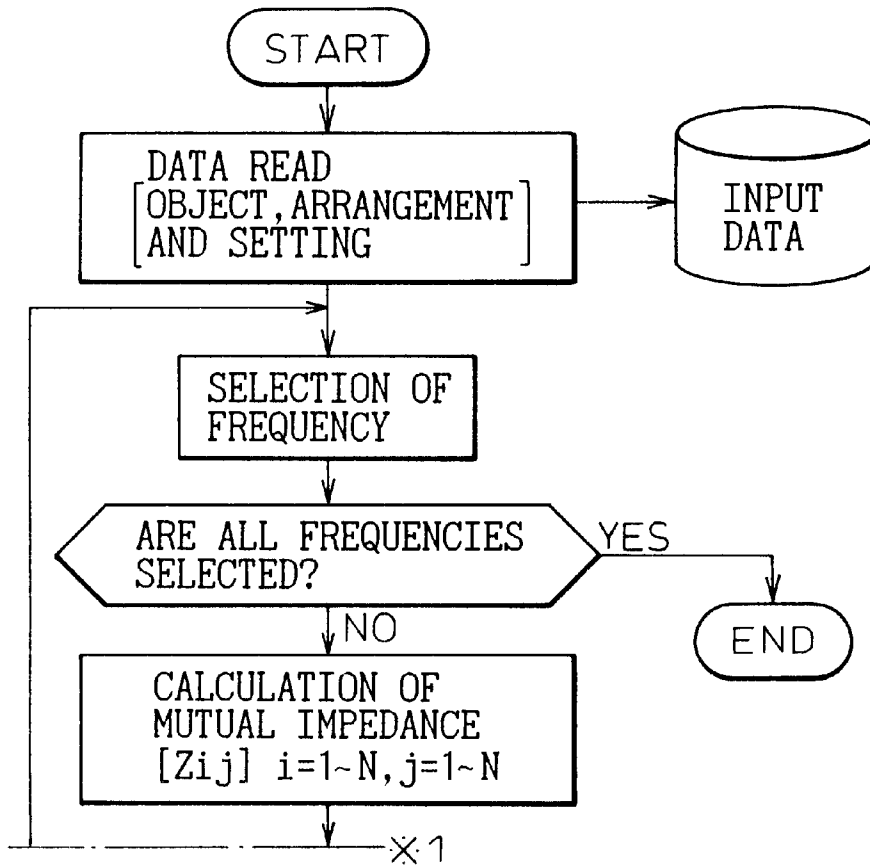 START
DATA READ
OBJECT, ARRANGEMENT
AND SETTING
INPUT
DATA
SELECTION OF
FREQUENCY
ARE ALL FREQUENCIES
SELECTED?
YES
NO
END
CALCULATION OF
MUTUAL IMPEDANCE
[Zij] i=1~N, j=1~N
※1